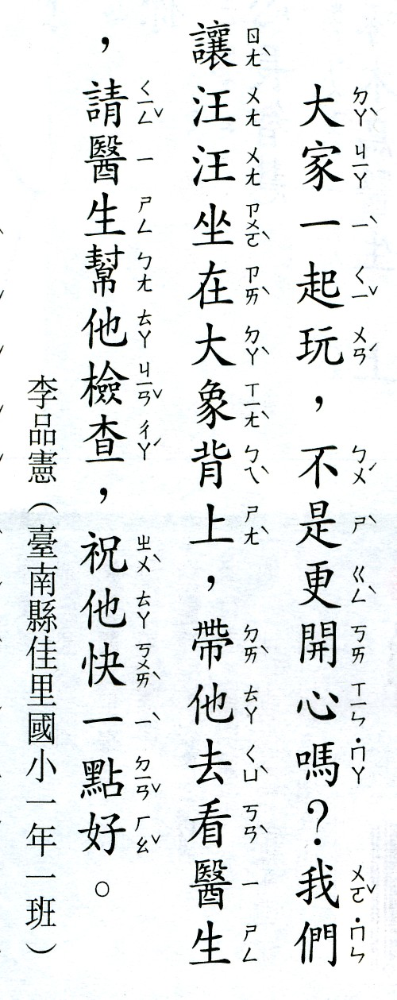 大家一起玩，不是更開心嗎？我們
讓汪汪坐在大象背上，帶他去看醫生
，請醫生幫他檢查，祝他快一點好。
李品憲（臺南縣佳里國小一年一班）